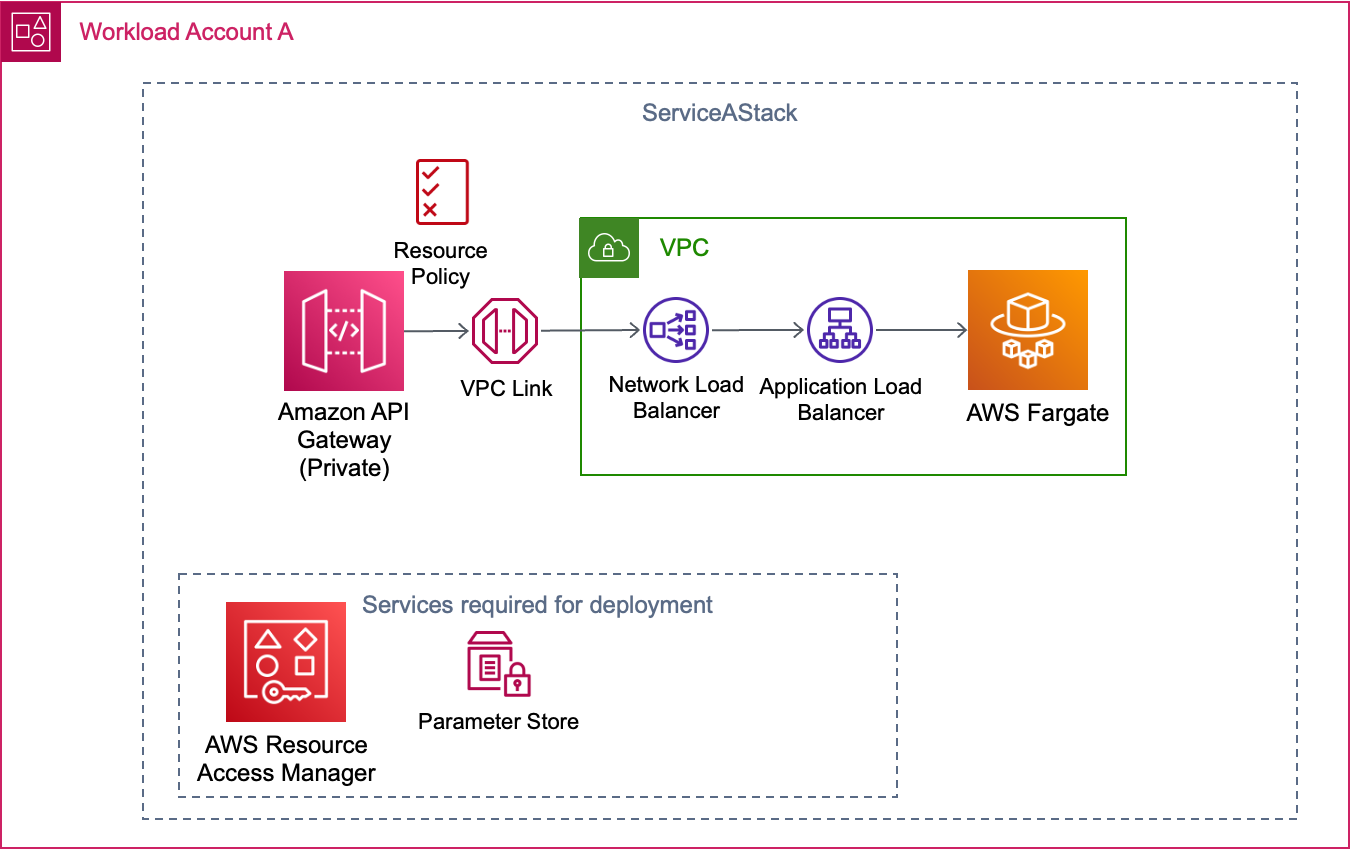 Workload Account A
ServiceAStack
Resource
Policy
VPC
Amazon API
Gateway
(Private)
VPC Link
Network Load
Balancer
Application Load
Balancer
AWS Fargate
Services required for deployment
AWS Resource
Access Manager
Parameter Store